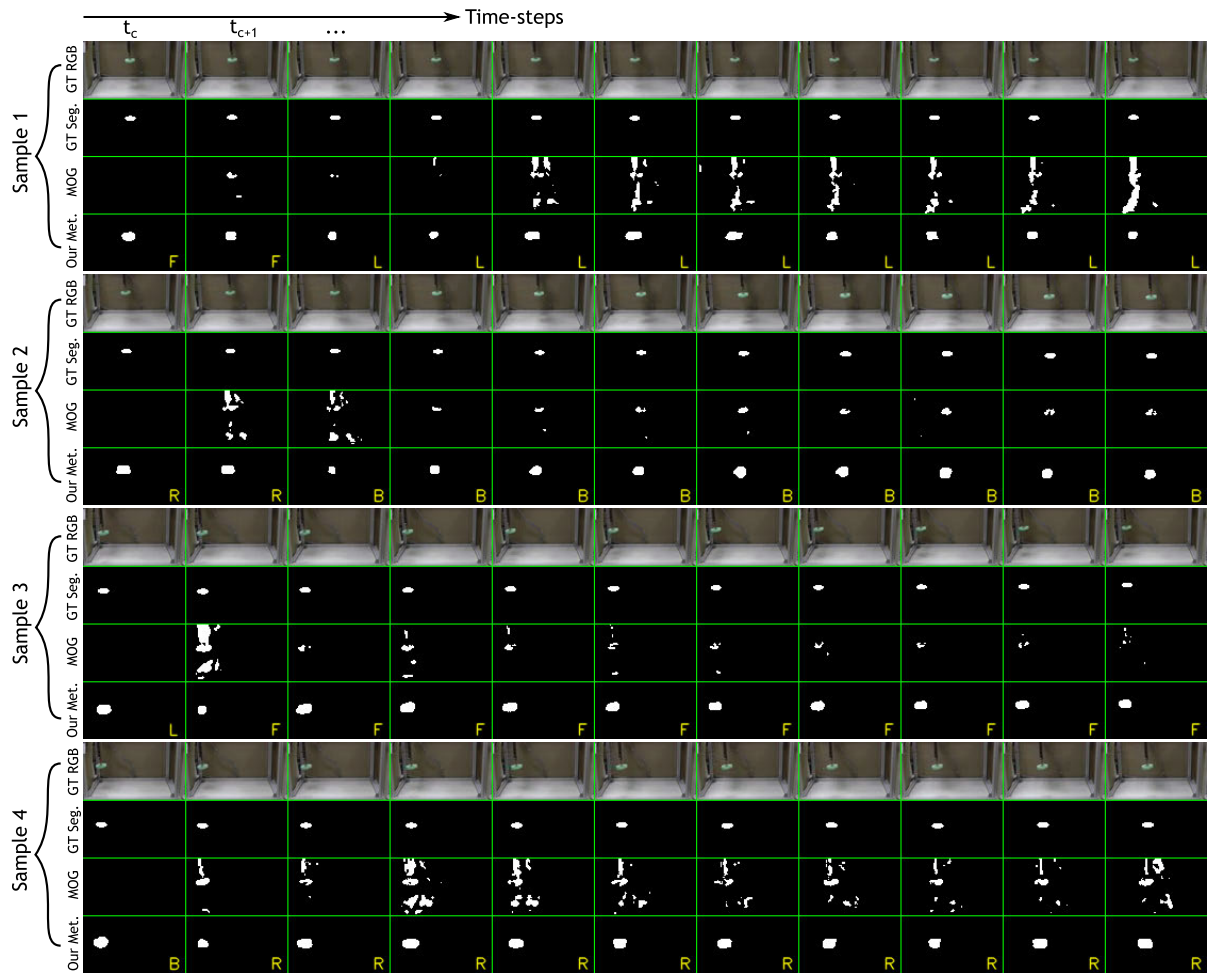 Time-steps
t_c t_{c+1} ...
Sample 1
GT RGB
GT Seg.
MOG
Our Met.
F F L L L L L L L L L
Sample 2
GT RGB
GT Seg.
MOG
Our Met.
R R B B B B B B B B B
Sample 3
GT RGB
GT Seg.
MOG
Our Met.
L F F F F F F F F F F
Sample 4
GT RGB
GT Seg.
MOG
Our Met.
B R R R R R R R R R R